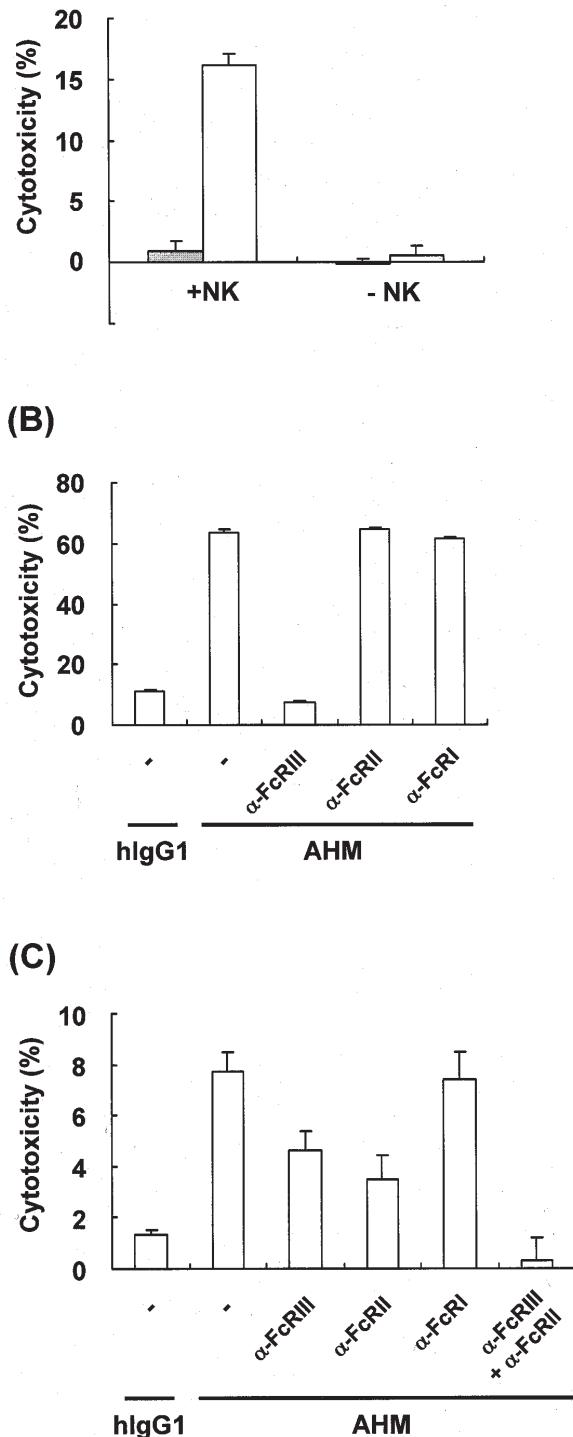 20
15
10
5
0
Cytotoxicity (%)
+NK
- NK
(B)
80
60
40
20
0
Cytotoxicity (%)
-
-
α-FcRIII
α-FcRII
α-FcRI
hIgG1
AHM
(C)
10
8
6
4
2
0
Cytotoxicity (%)
-
-
α-FcRIII
α-FcRII
α-FcRI
α-FcRIII
+ α-FcRII
hIgG1
AHM